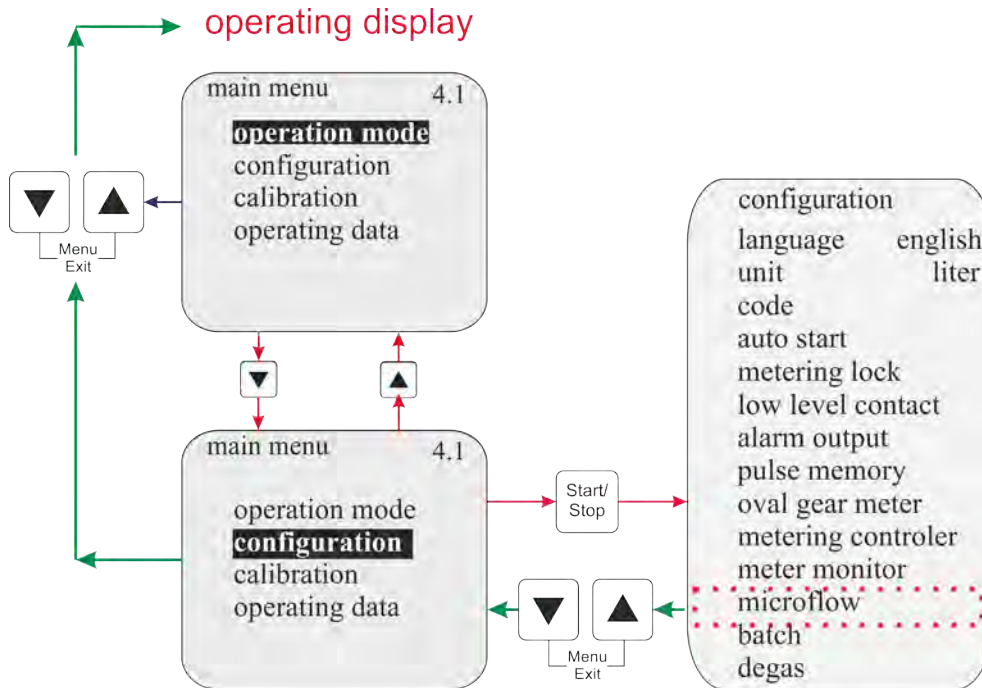 operating display
main menu 4.1
operation mode
configuration
calibration
operating data
Menu
Exit
main menu 4.1
operation mode
configuration
calibration
operating data
Start/
Stop
Menu
Exit
configuration
language english
unit liter
code
auto start
metering lock
low level contact
alarm output
pulse memory
oval gear meter
metering controler
meter monitor
microflow
batch
degas